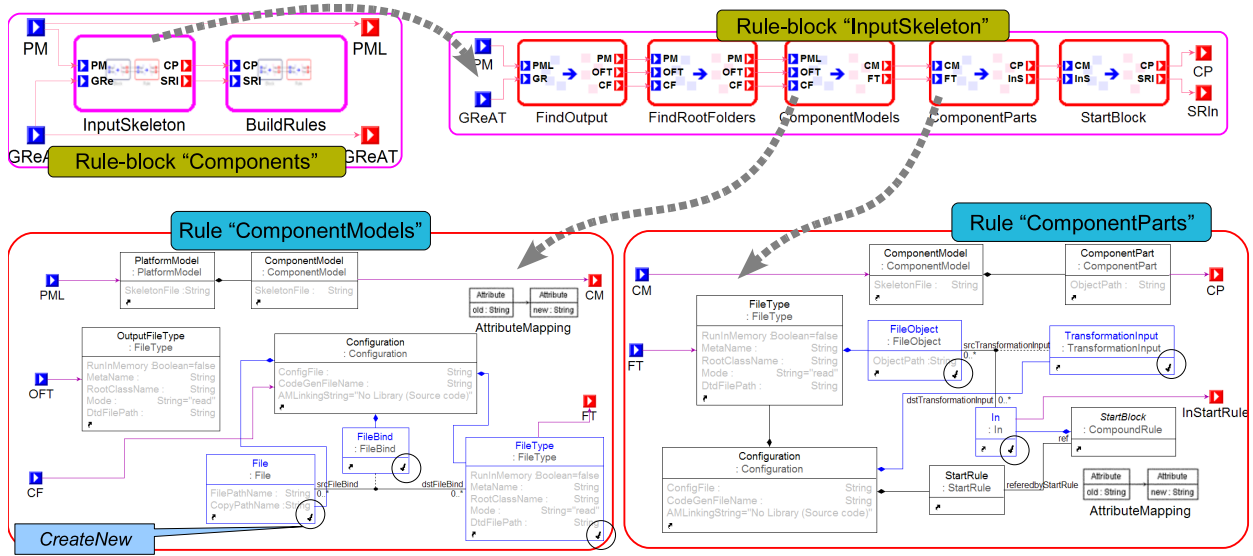 PM
PML
PM
GRe
CP
SRI
CP
SRI
InputSkeleton
BuildRules
GReAT
GReAT
Rule-block “Components”
Rule-block “InputSkeleton”
PM
GReAT
PML
GR
PM
OFT
CF
FindOutput
PM
OFT
CF
PM
OFT
CF
FindRootFolders
PML
OFT
CF
CM
FT
ComponentModels
CM
FT
CP
InS
ComponentParts
CM
InS
CP
SRI
StartBlock
CP
SRIn
Rule “ComponentModels”
PML
PlatformModel
: PlatformModel
SkeletonFile :String
ComponentModel
: ComponentModel
SkeletonFile : String
CM
Attribute
old : String
Attribute
new : String
AttributeMapping
OFT
OutputFileType
: FileType
RunInMemory:Boolean=false
MetaName : String
RootClassName : String
Mode : String="read"
DtdFilePath : String
Configuration
: Configuration
ConfigFile : String
CodeGenFileName : String
AMLinkingString="No Library (Source code)"
FT
FileBind
: FileBind
CF
File
: File
FilePathName : String
CopyPathName : String
srcFileBind
0..*
dstFileBind
0..*
FileType
: FileType
RunInMemory:Boolean=false
MetaName : String
RootClassName : String
Mode : String="read"
DtdFilePath : String
CreateNew
Rule “ComponentParts”
CM
ComponentModel
: ComponentModel
SkeletonFile : String
ComponentPart
: ComponentPart
ObjectPath : String
CP
FT
FileType
: FileType
RunInMemory:Boolean=false
MetaName : String
RootClassName : String
Mode : String="read"
DtdFilePath : String
FileObject
: FileObject
ObjectPath :String
srcTransformationInput
0..*
TransformationInput
: TransformationInput
dstTransformationInput
0..*
In
: In
InStartRule
StartBlock
: CompoundRule
ref
Configuration
: Configuration
ConfigFile : String
CodeGenFileName : String
AMLinkingString="No Library (Source code)"
StartRule
: StartRule
referedbyStartRule
Attribute
old : String
Attribute
new : String
AttributeMapping